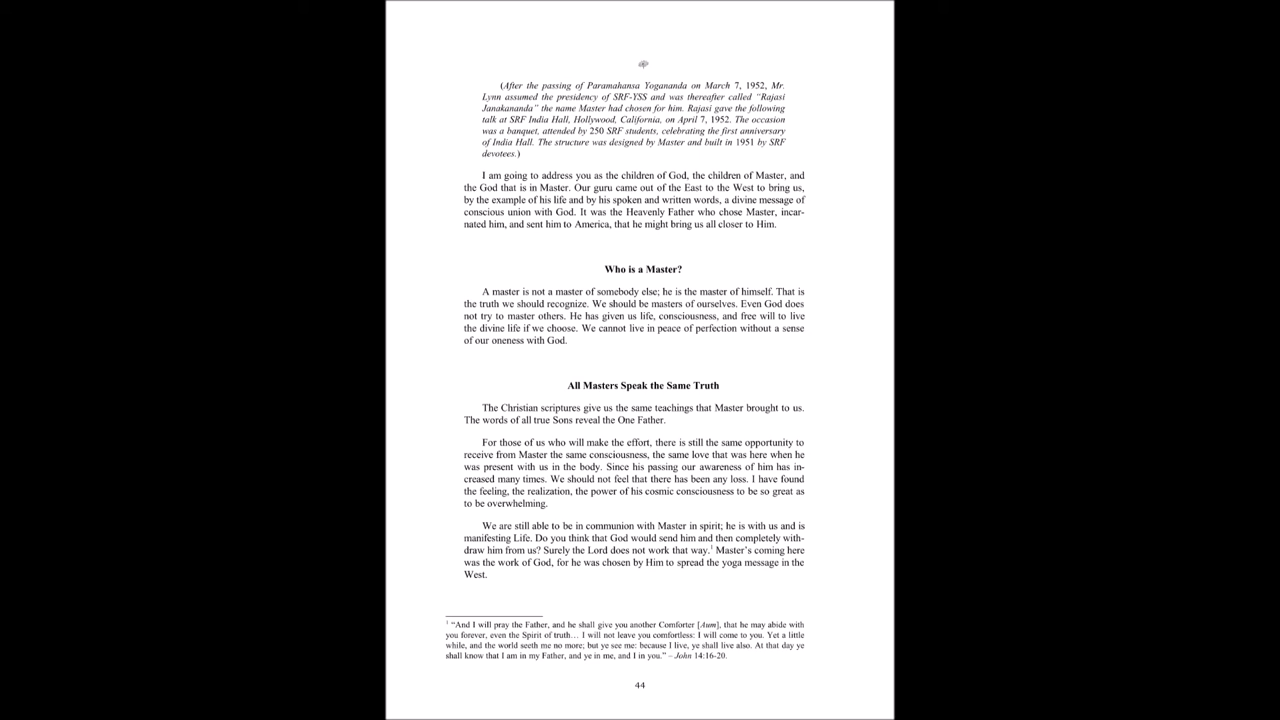 (After the passing of Paramahansa Yogananda on March 7, 1952, Mr.
Lynn assumed the presidency of SRF-YSS and was thereafter called “Rajasi
Janakananda” the name Master had chosen for him. Rajasi gave the following
talk at SRF India Hall, Hollywood, California, on April 7, 1952. The occasion
was a banquet, attended by 250 SRF students, celebrating the first anniversary
of India Hall. The structure was designed by Master and built in 1951 by SRF
devotees.)
I am going to address you as the children of God, the children of Master, and
the God that is in Master. Our guru came out of the East to the West to bring us,
by the example of his life and by his spoken and written words, a divine message of
conscious union with God. It was the Heavenly Father who chose Master, incar-
nated him, and sent him to America, that he might bring us all closer to Him.
Who is a Master?
A master is not a master of somebody else; he is the master of himself. That is
the truth we should recognize. We should be masters of ourselves. Even God does
not try to master others. He has given us life, consciousness, and free will to live
the divine life if we choose. We cannot live in peace of perfection without a sense
of our oneness with God.
All Masters Speak the Same Truth
The Christian scriptures give us the same teachings that Master brought to us.
The words of all true Sons reveal the One Father.
For those of us who will make the effort, there is still the same opportunity to
receive from Master the same consciousness, the same love that was here when he
was present with us in the body. Since his passing our awareness of him has in-
creased many times. We should not feel that there has been any loss. I have found
the feeling, the realization, the power of his cosmic consciousness to be so great as
to be overwhelming.
We are still able to be in communion with Master in spirit; he is with us and is
manifesting Life. Do you think that God would send him and then completely with-
draw him from us? Surely the Lord does not work that way.1 Master’s coming here
was the work of God, for he was chosen by Him to spread the yoga message in the
West.
1 “And I will pray the Father, and he shall give you another Comforter [Aum], that he may abide with
you forever, even the Spirit of truth… I will not leave you comfortless: I will come to you. Yet a little
while, and the world seeth me no more; but ye see me: because I live, ye shall live also. At that day ye
shall know that I am in my Father, and ye in me, and I in you.” – John 14:16-20.
44